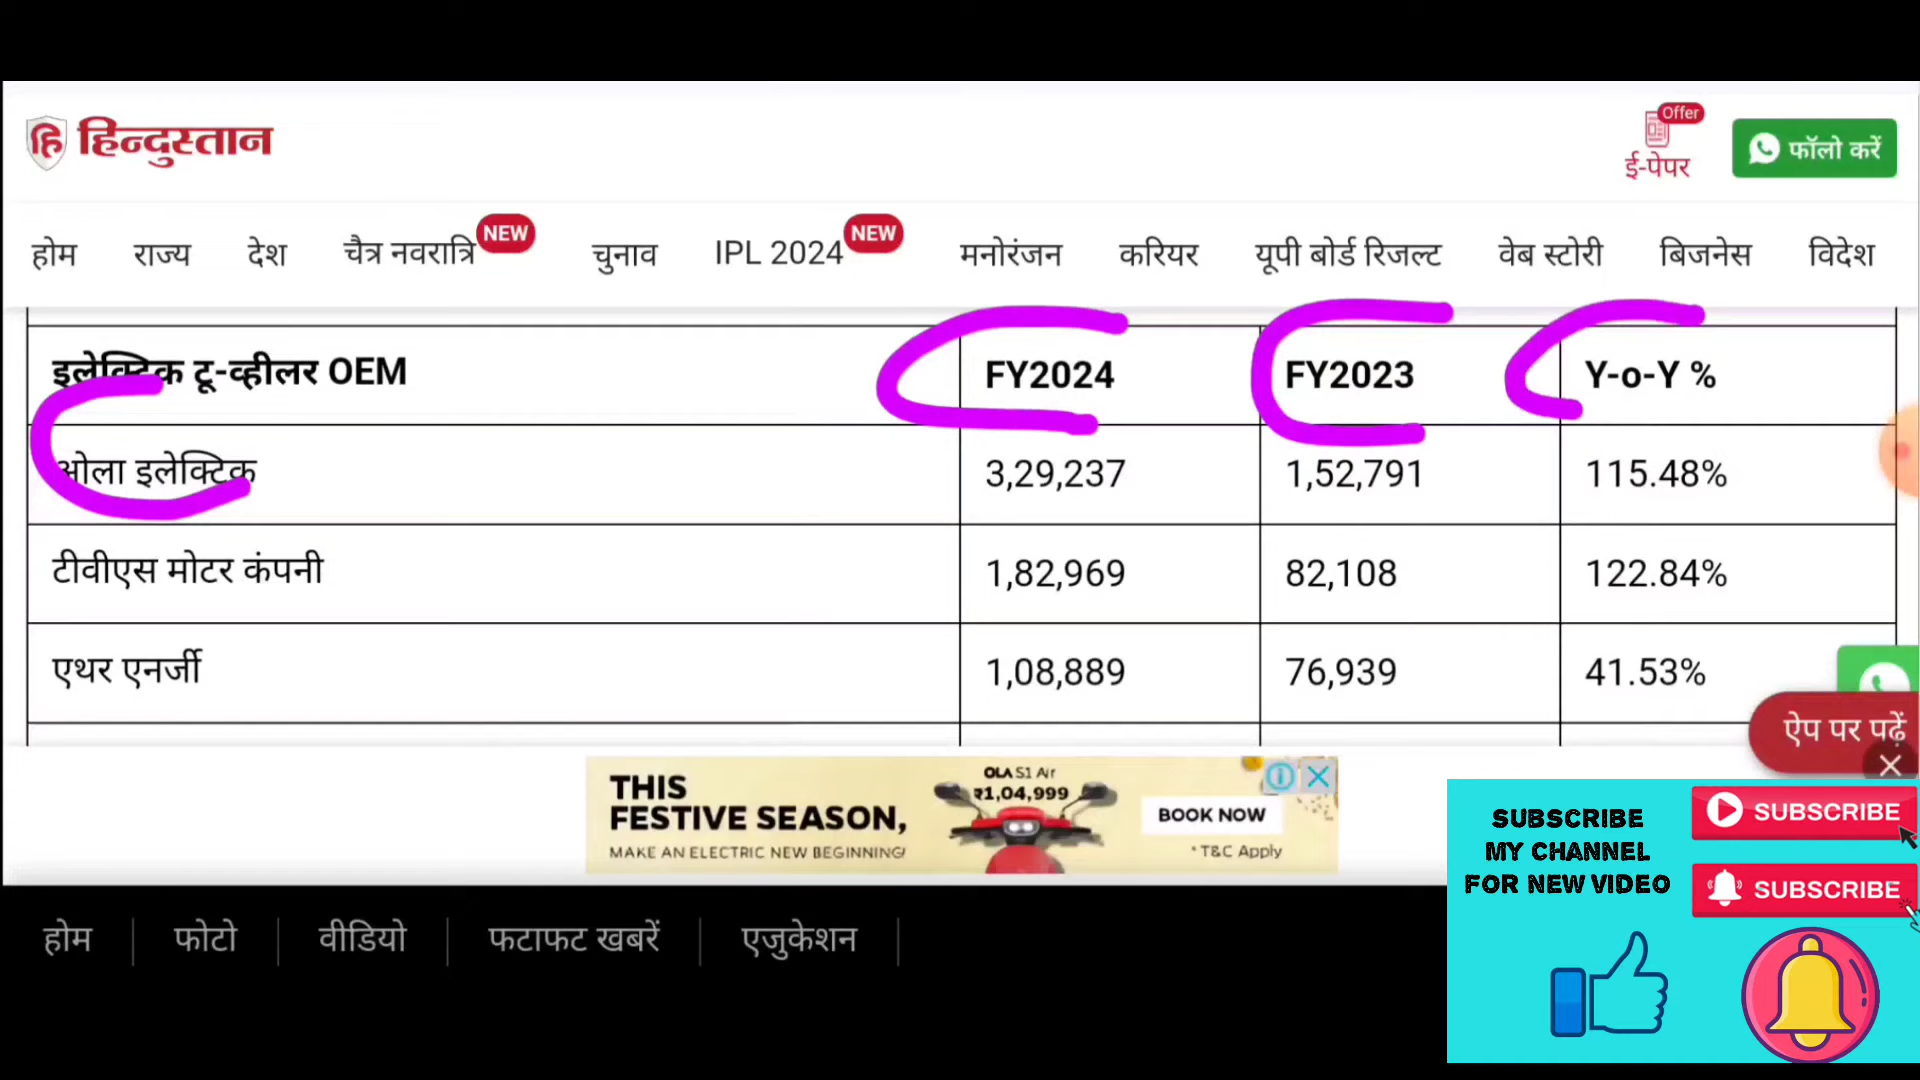 हि हिन्दुस्तान
Offer
ई-पेपर
फॉलो करें
होम राज्य देश चैत्र नवरात्रि NEW चुनाव IPL 2024 NEW मनोरंजन करियर यूपी बोर्ड रिजल्ट वेब स्टोरी बिजनेस विदेश
इलेक्ट्रिक टू-व्हीलर OEM FY2024 FY2023 Y-o-Y %
ओला इलेक्ट्रिक 3,29,237 1,52,791 115.48%
टीवीएस मोटर कंपनी 1,82,969 82,108 122.84%
एथर एनर्जी 1,08,889 76,939 41.53%
ऐप पर पढ़ें
THIS
FESTIVE SEASON,
MAKE AN ELECTRIC NEW BEGINNING!
OLA S1 Air
₹1,04,999
BOOK NOW
*T&C Apply
SUBSCRIBE
MY CHANNEL
FOR NEW VIDEO
SUBSCRIBE
SUBSCRIBE
होम फोटो वीडियो फटाफट खबरें एजुकेशन